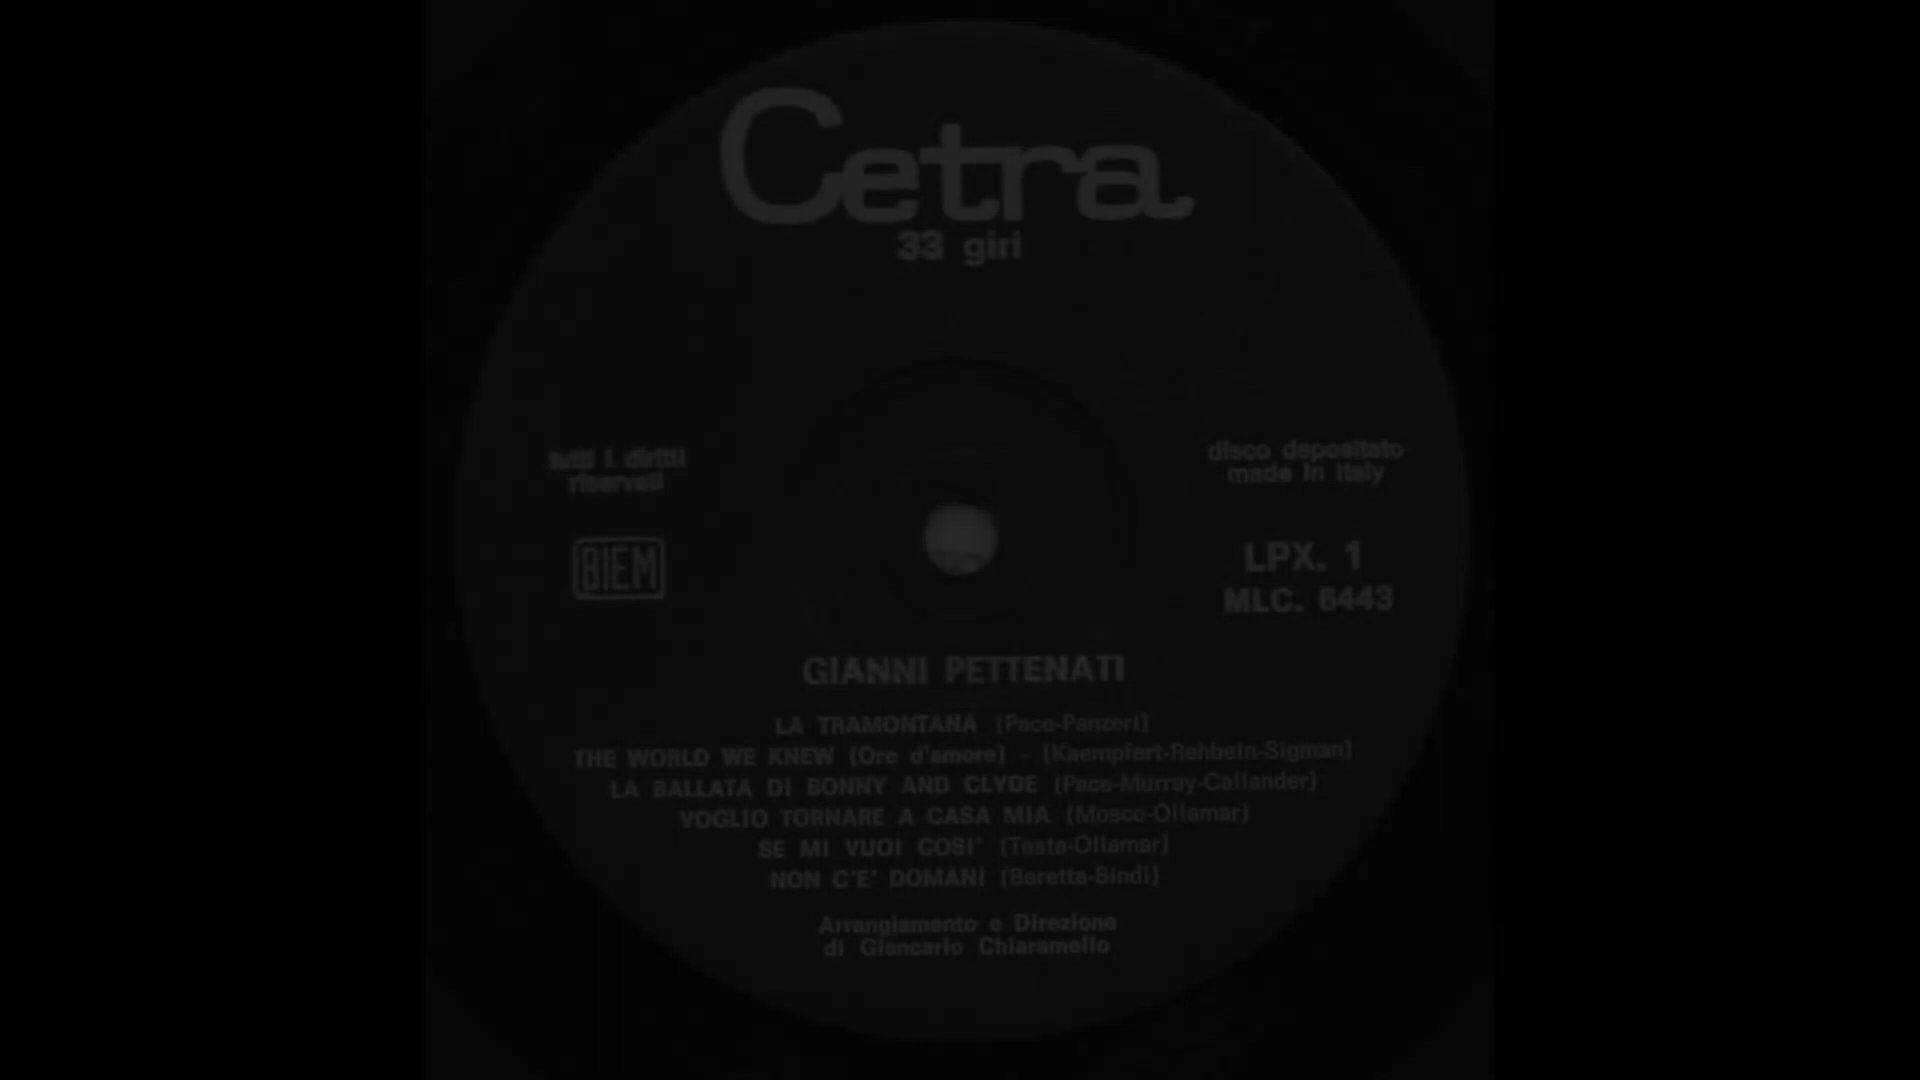 Cetra
33 giri
tutti i diritti
riservati
disco depositato
made in Italy
BIEM
LPX. 1
MLC. 6443
GIANNI PETTENATI
LA TRAMONTANA (Pace-Panzeri)
THE WORLD WE KNEW (Ore d'amore) - (Kaempfert-Rehbein-Sigman)
LA BALLATA DI BONNY AND CLYDE (Pace-Murray-Callander)
VOGLIO TORNARE A CASA MIA (Mosco-Ollamar)
SE MI VUOI COSI' (Testa-Ollamar)
NON C'E' DOMANI (Beretta-Bindi)
Arrangiamento e Direzione
di Giancarlo Chiaramello